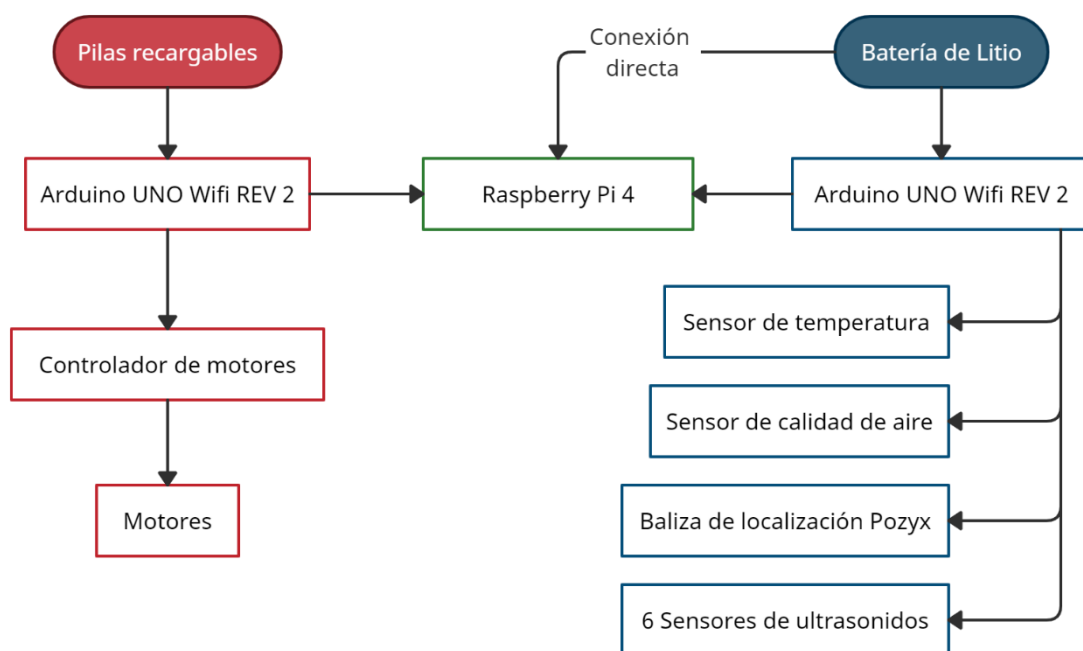 Pilas recargables
Conexión
directa
Batería de Litio
Arduino UNO Wifi REV 2
Raspberry Pi 4
Arduino UNO Wifi REV 2
Sensor de temperatura
Controlador de motores
Sensor de calidad de aire
Motores
Baliza de localización Pozyx
6 Sensores de ultrasonidos